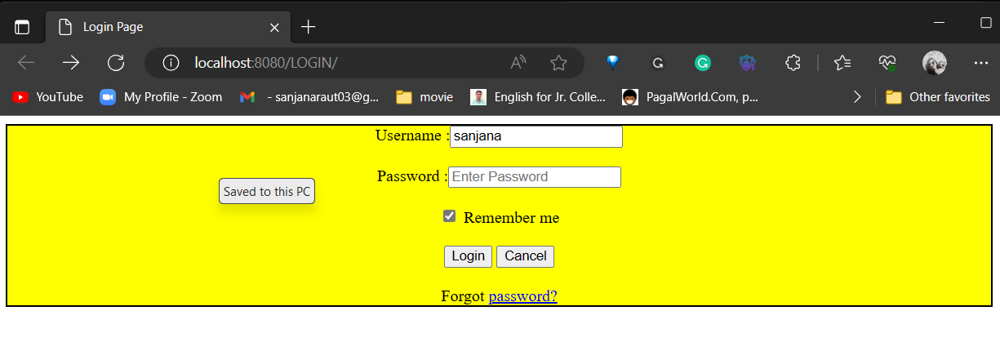 Login Page
localhost:8080/LOGIN/
YouTube My Profile - Zoom - sanjanaraut03@g... movie English for Jr. Colle... PagalWorld.Com, p... Other favorites
Username :sanjana
Password :Enter Password
Saved to this PC
Remember me
Login Cancel
Forgot password?